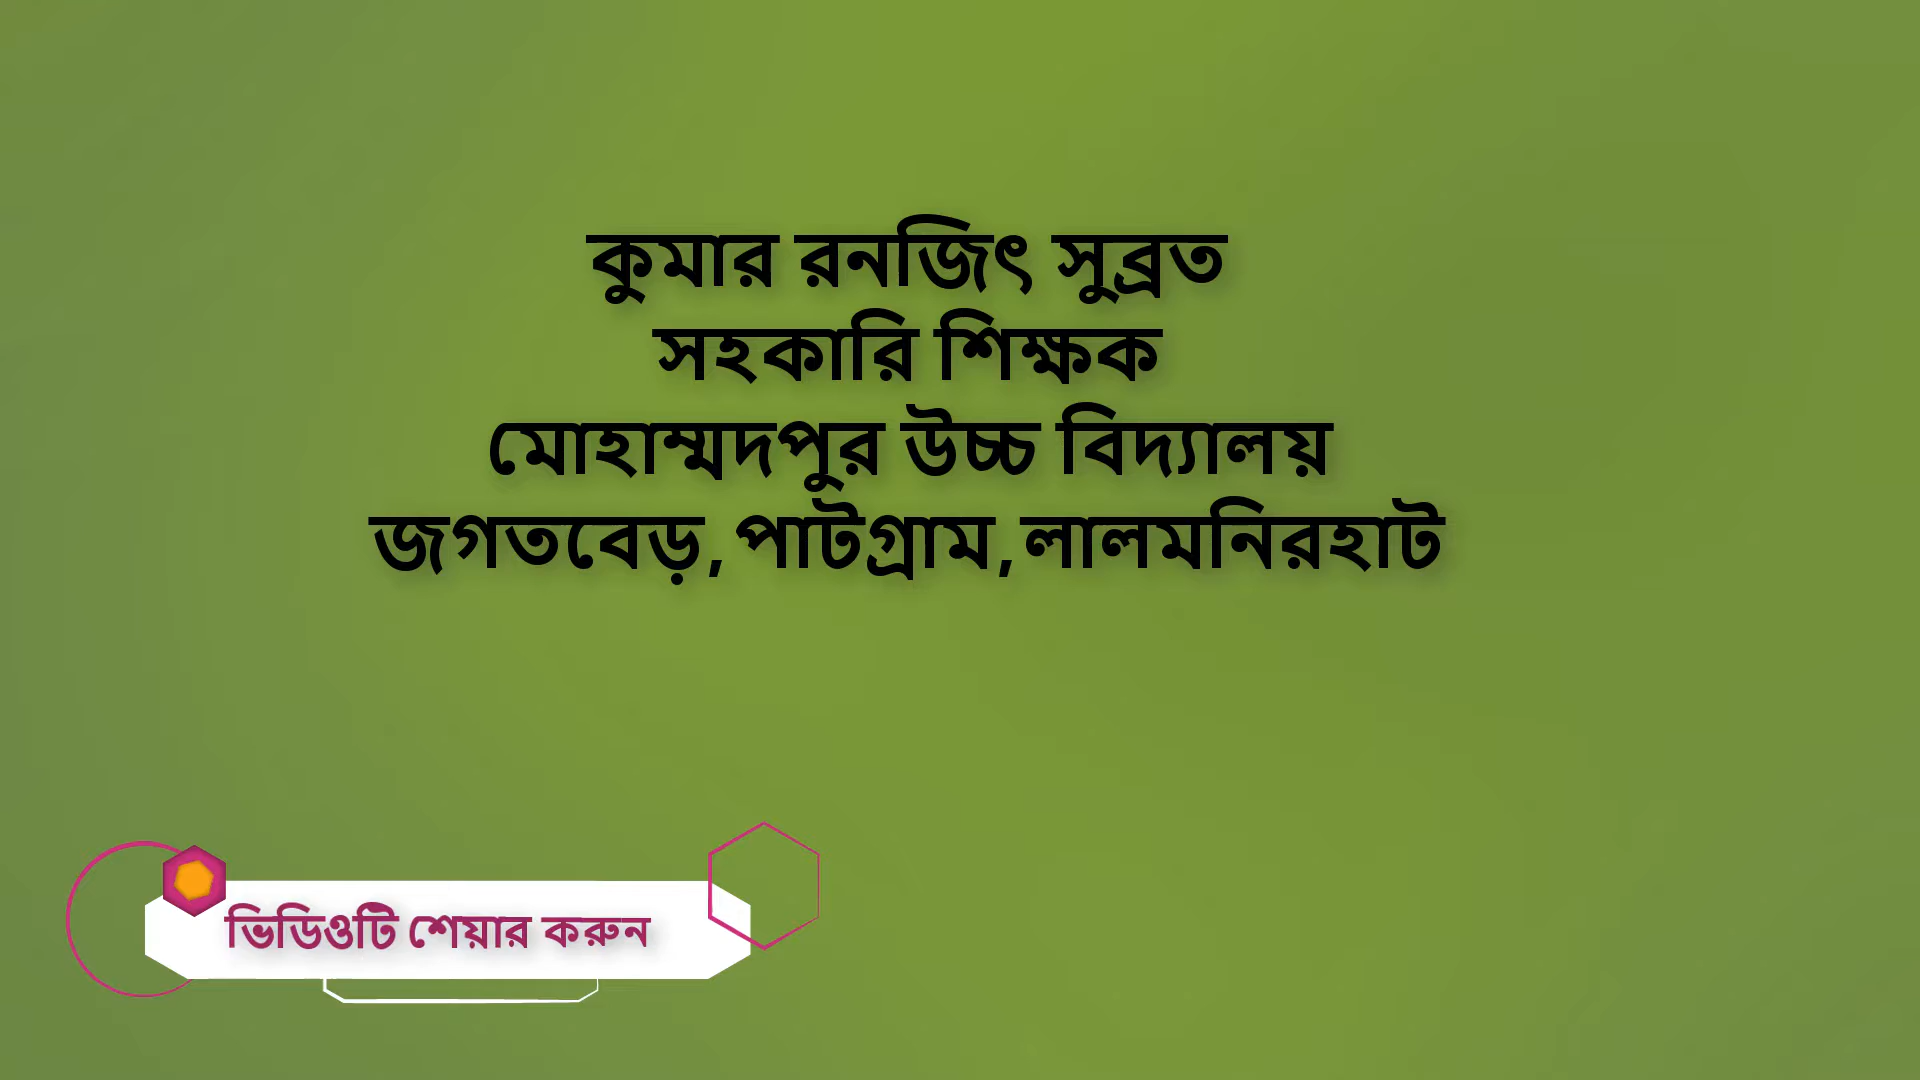 কুমার রনজিৎ সুব্রত
সহকারি শিক্ষক
মোহাম্মদপুর উচ্চ বিদ্যালয়
জগতবেড়,পাটগ্রাম,লালমনিরহাট
ভিডিওটি শেয়ার করুন